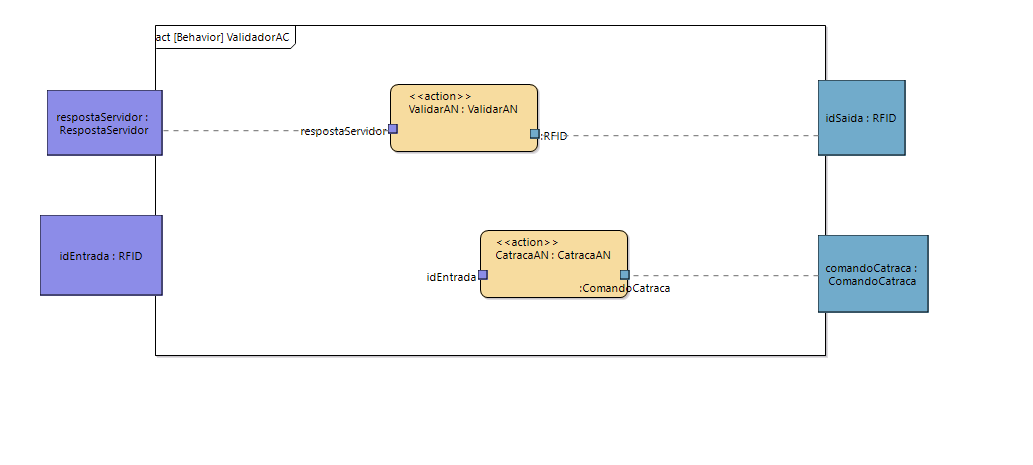 act [Behavior] ValidadorAC
respostaServidor :
RespostaServidor
<<action>>
ValidarAN : ValidarAN
respostaServidor
:RFID
idSaida : RFID
idEntrada : RFID
<<action>>
CatracaAN : CatracaAN
idEntrada
:ComandoCatraca
comandoCatraca :
ComandoCatraca